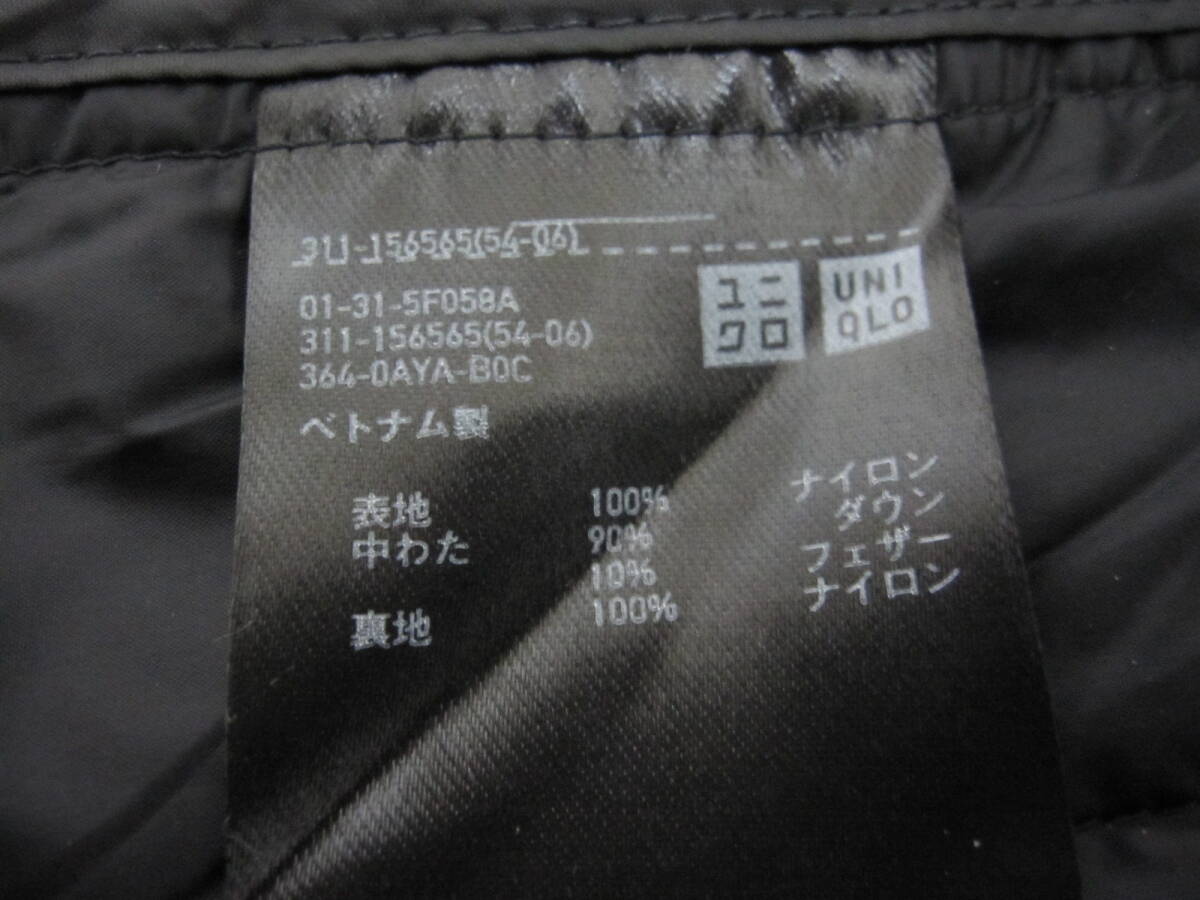 311-156565(54-06)
ユニ
クロ
UNI
QLO
01-31-5F058A
311-156565(54-06)
364-0AYA-B0C
ベトナム製
表地 100% ナイロン
中わた 90% ダウン
10% フェザー
裏地 100% ナイロン